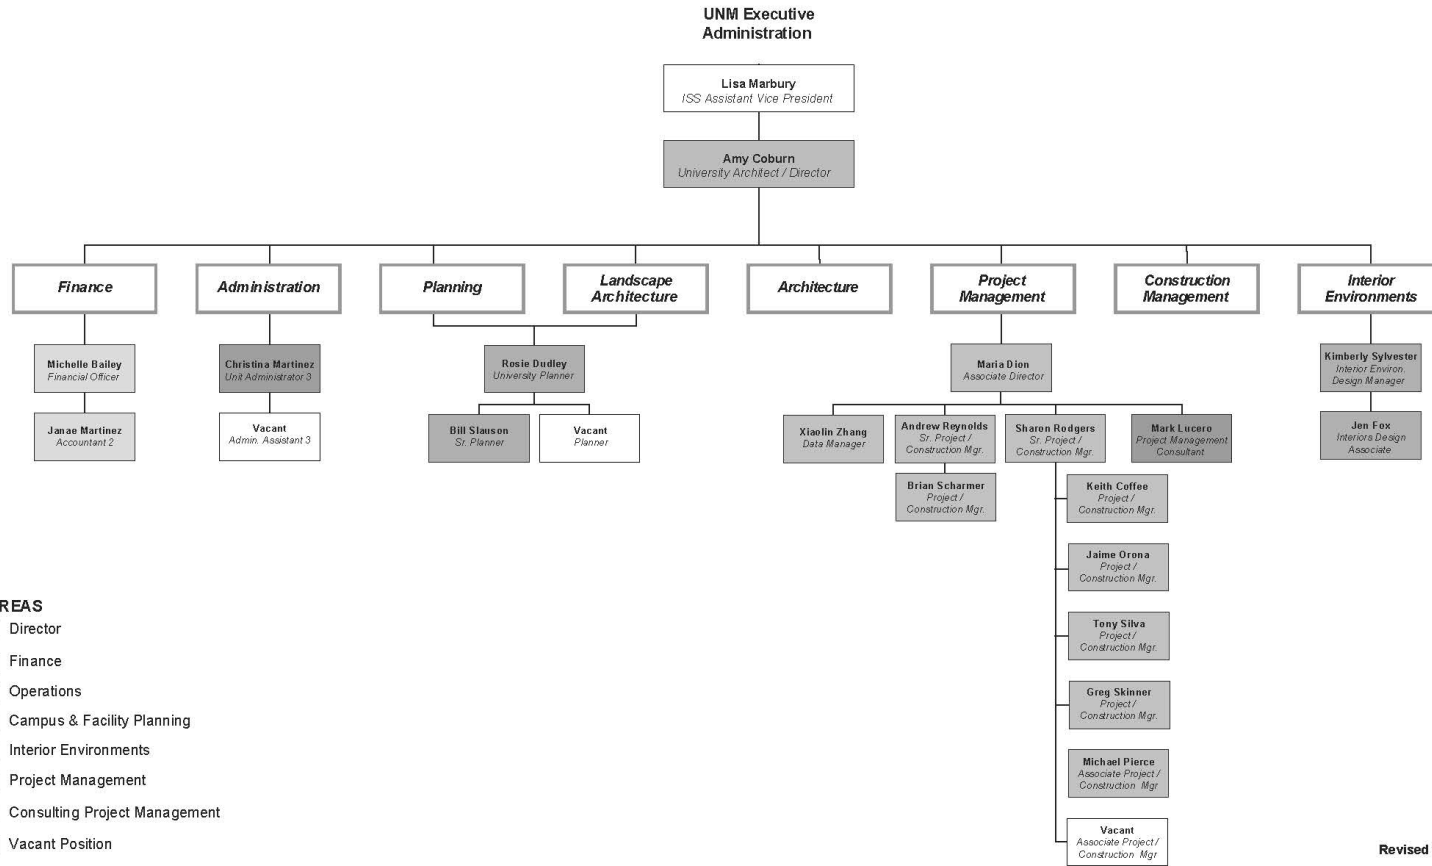 UNM Executive
Administration
Lisa Marbury
ISS Assistant Vice President
Amy Coburn
University Architect / Director
Finance
Administration
Planning
Landscape
Architecture
Architecture
Project
Management
Construction
Management
Interior
Environments
Michelle Bailey
Financial Officer
Janae Martinez
Accountant 2
Christina Martinez
Unit Administrator 3
Vacant
Admin. Assistant 3
Rosie Dudley
University Planner
Bill Slauson
Sr. Planner
Vacant
Planner
Maria Dion
Associate Director
Xiaolin Zhang
Data Manager
Andrew Reynolds
Sr. Project /
Construction Mgr.
Brian Scharmer
Project /
Construction Mgr.
Sharon Rodgers
Sr. Project /
Construction Mgr.
Mark Lucero
Project Management
Consultant
Keith Coffee
Project /
Construction Mgr.
Jaime Orona
Project /
Construction Mgr.
Tony Silva
Project /
Construction Mgr.
Greg Skinner
Project /
Construction Mgr.
Michael Pierce
Associate Project /
Construction Mgr
Vacant
Associate Project /
Construction Mgr
Kimberly Sylvester
Interior Environ.
Design Manager
Jen Fox
Interiors Design
Associate
REAS
Director
Finance
Operations
Campus & Facility Planning
Interior Environments
Project Management
Consulting Project Management
Vacant Position
Revised